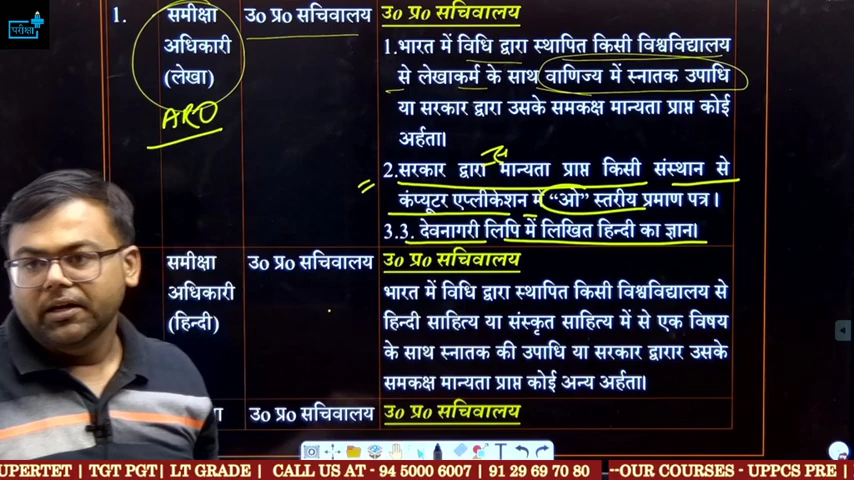 परीक्षा
1.
समीक्षा
अधिकारी
(लेखा)
ARO
उ० प्र० सचिवालय
उ० प्र० सचिवालय
1.भारत में विधि द्वारा स्थापित किसी विश्वविद्यालय
से लेखाकर्म के साथ वाणिज्य में स्नातक उपाधि
या सरकार द्वारा उसके समकक्ष मान्यता प्राप्त कोई
अर्हता।
2.सरकार द्वारा मान्यता प्राप्त किसी संस्थान से
कंप्यूटर एप्लीकेशन में “ओ” स्तरीय प्रमाण पत्र।
3.3. देवनागरी लिपि में लिखित हिन्दी का ज्ञान।
समीक्षा
अधिकारी
(हिन्दी)
उ० प्र० सचिवालय
उ० प्र० सचिवालय
भारत में विधि द्वारा स्थापित किसी विश्वविद्यालय से
हिन्दी साहित्य या संस्कृत साहित्य में से एक विषय
के साथ स्नातक की उपाधि या सरकार द्वारार उसके
समकक्ष मान्यता प्राप्त कोई अन्य अर्हता।
उ० प्र० सचिवालय
उ० प्र० सचिवालय
UPERTET | TGT PGT| LT GRADE | CALL US AT - 94 5000 6007 | 91 29 69 70 80 --OUR COURSES - UPPCS PRE |